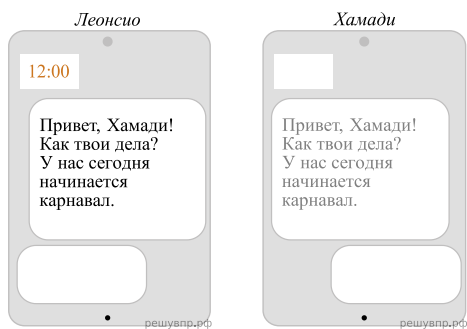 Леонсио
12:00
Привет, Хамади!
Как твои дела?
У нас сегодня
начинается
карнавал.
решувпр.рф
Хамади
Привет, Хамади!
Как твои дела?
У нас сегодня
начинается
карнавал.
решувпр.рф